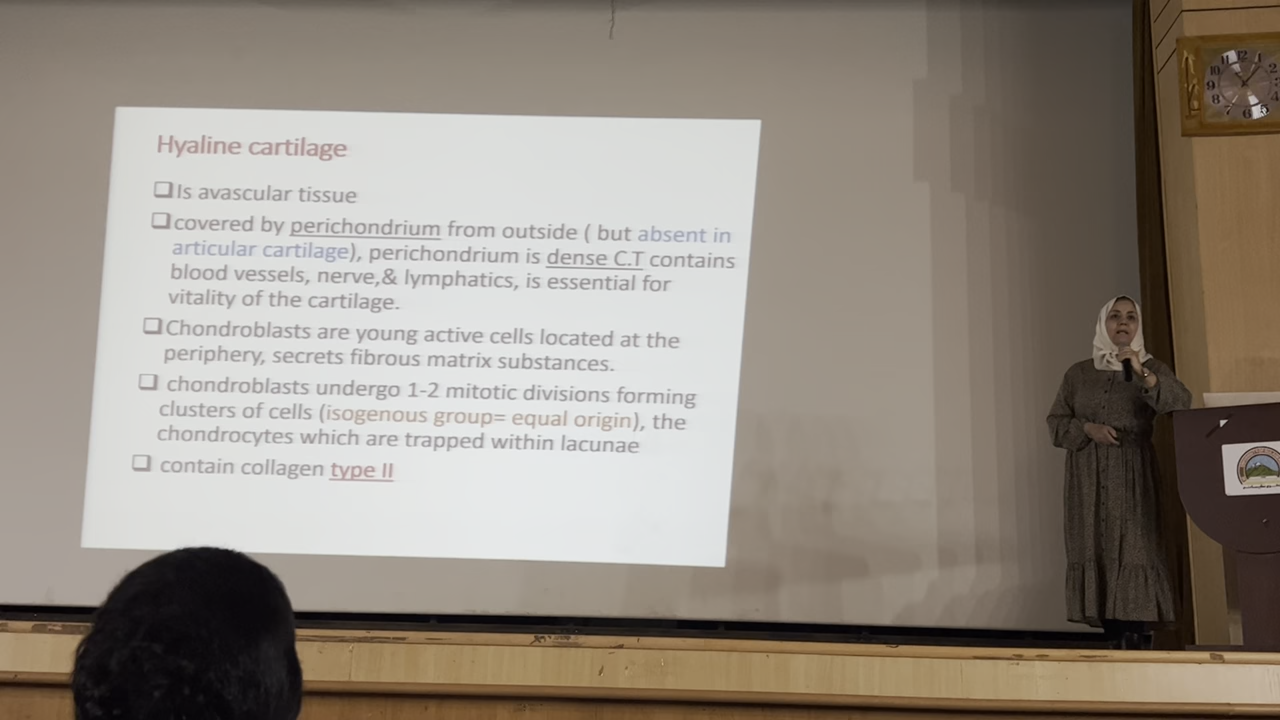 Hyaline cartilage
❑Is avascular tissue
❑covered by perichondrium from outside ( but absent in
articular cartilage), perichondrium is dense C.T contains
blood vessels, nerve,& lymphatics, is essential for
vitality of the cartilage.
❑Chondroblasts are young active cells located at the
periphery, secrets fibrous matrix substances.
❑ chondroblasts undergo 1-2 mitotic divisions forming
clusters of cells (isogenous group= equal origin), the
chondrocytes which are trapped within lacunae
❑ contain collagen type II